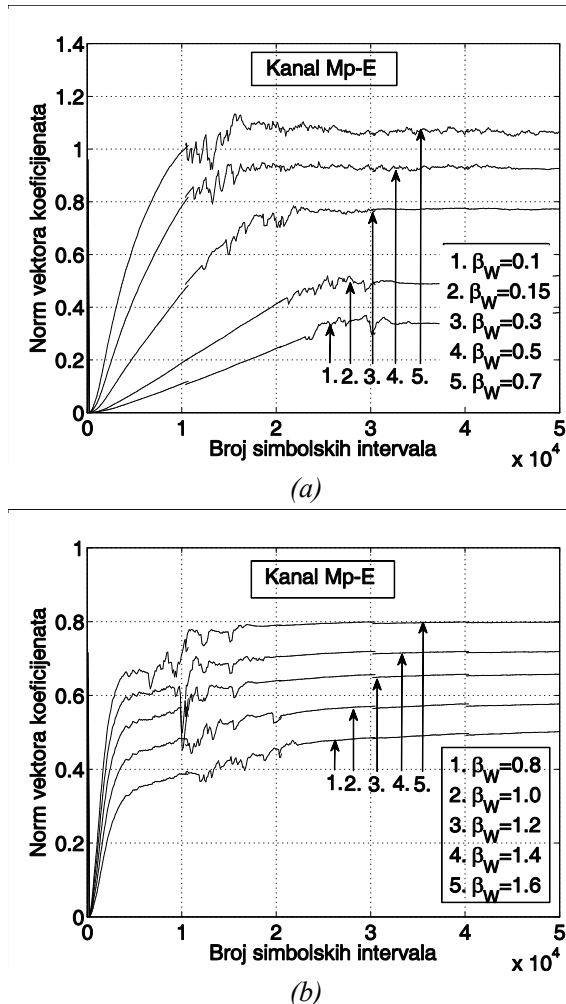 1.4
1.2
1
0.8
0.6
0.4
0.2
0
Norm vektora koeficijenata
Kanal Mp-E
1. β_W=0.1
2. β_W=0.15
3. β_W=0.3
4. β_W=0.5
5. β_W=0.7
1. 2. 3. 4. 5.
0 1 2 3 4 5
Broj simbolskih intervala
x 10^4
(a)
1
0.8
0.6
0.4
0.2
0
Norm vektora koeficijenata
Kanal Mp-E
1. 2. 3. 4. 5.
1. β_W=0.8
2. β_W=1.0
3. β_W=1.2
4. β_W=1.4
5. β_W=1.6
0 1 2 3 4 5
Broj simbolskih intervala
x 10^4
(b)